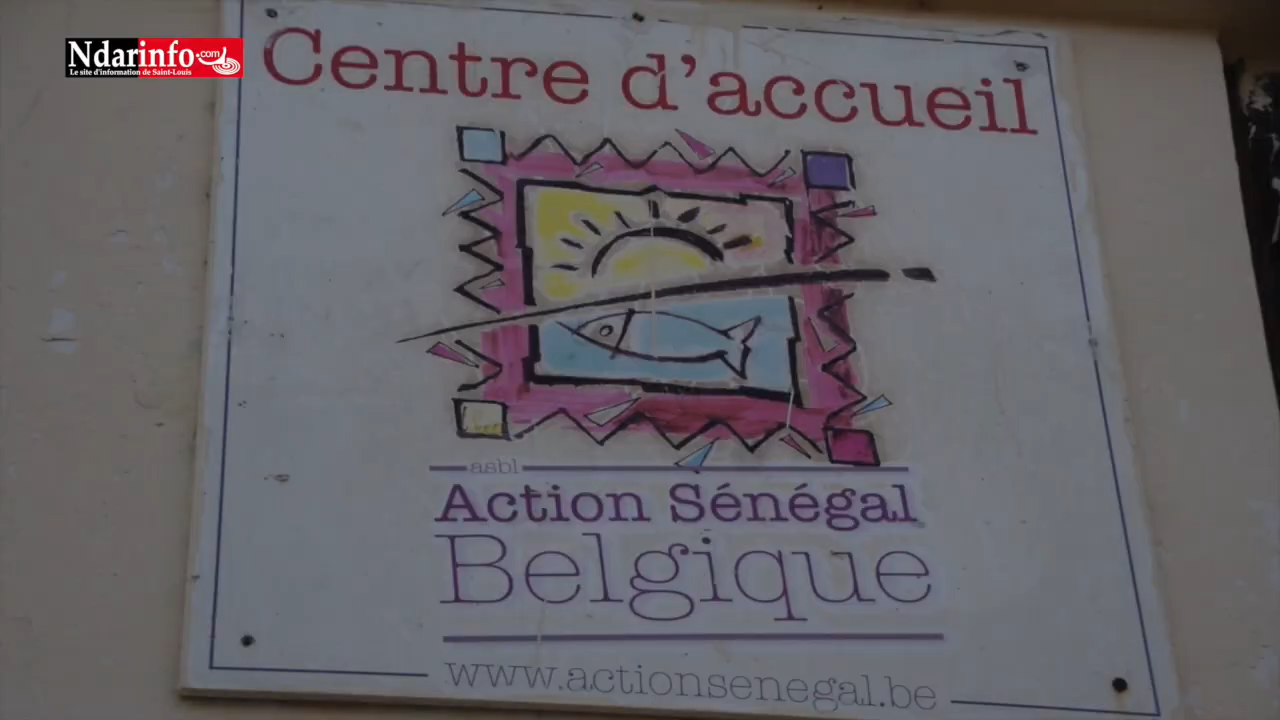 Ndarinfo.com
Le site d'information de Saint-Louis
Centre d'accueil
asbl
Action Sénégal
Belgique
www.actionsenegal.be